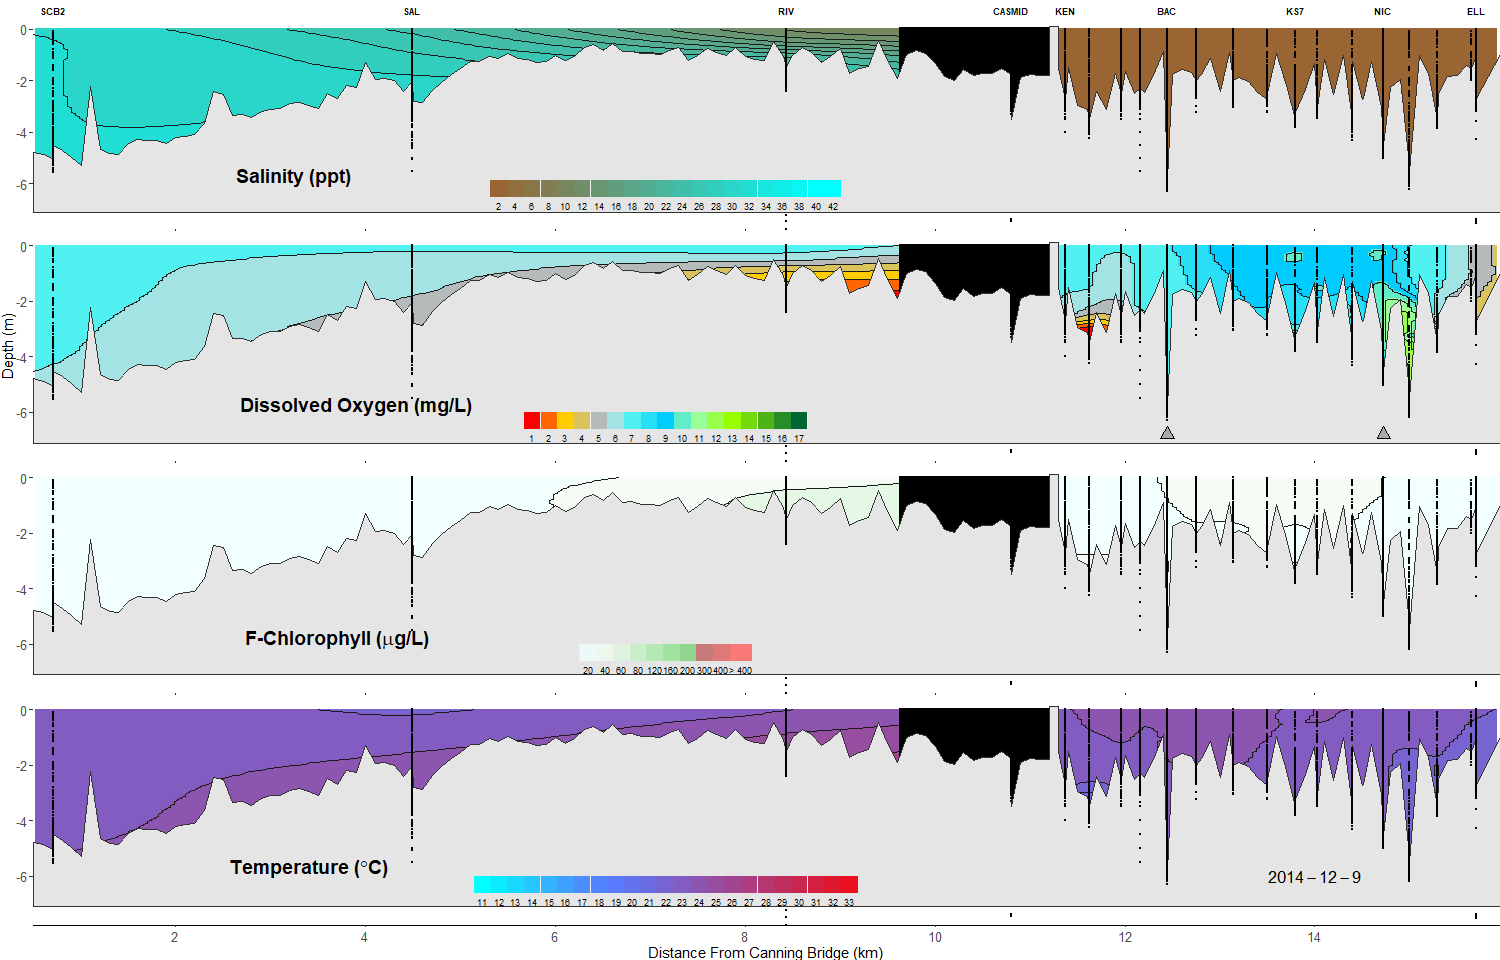 SCB2 SAL RIV CASMID KEN BAC KS7 NIC ELL
0
-2
-4
-6
Salinity (ppt)
2 4 6 8 10 12 14 16 18 20 22 24 26 28 30 32 34 36 38 40 42
0
-2
-4
-6
Depth (m)
Dissolved Oxygen (mg/L)
1 2 3 4 5 6 7 8 9 10 11 12 13 14 15 16 17
0
-2
-4
-6
F-Chlorophyll (μg/L)
20 40 60 80 120 160 200 300 400 > 400
0
-2
-4
-6
Temperature (°C)
11 12 13 14 15 16 17 18 19 20 21 22 23 24 25 26 27 28 29 30 31 32 33
2014 – 12 – 9
2 4 6 8 10 12 14
Distance From Canning Bridge (km)